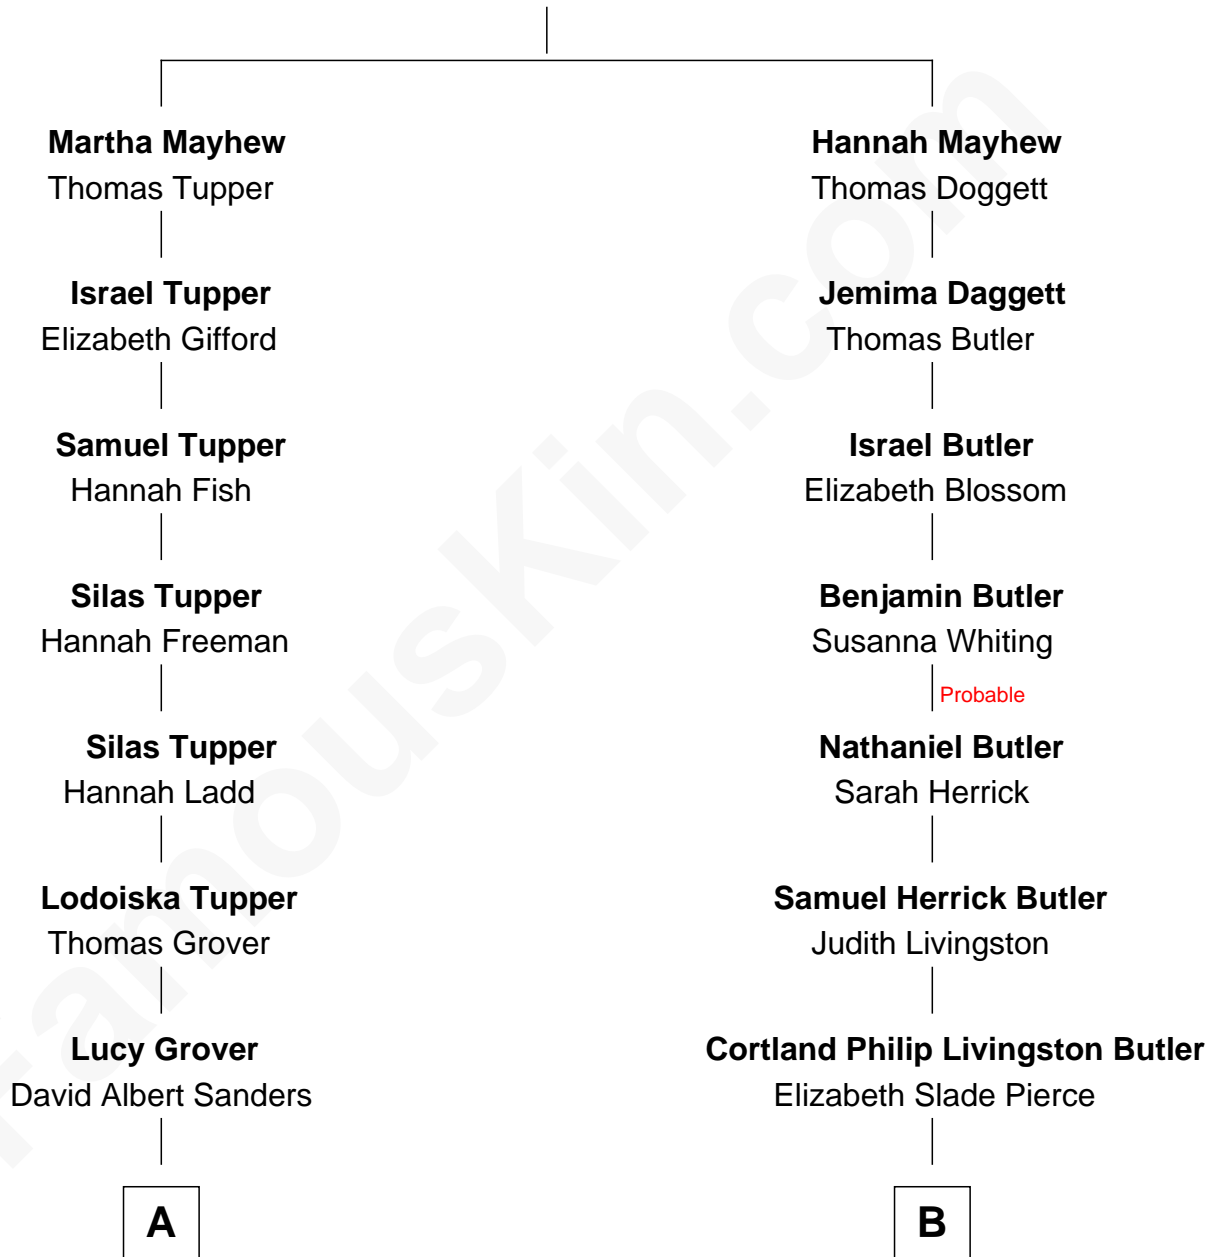 Martha Mayhew
Thomas Tupper
Israel Tupper
Elizabeth Gifford
Samuel Tupper
Hannah Fish
Silas Tupper
Hannah Freeman
Silas Tupper
Hannah Ladd
Lodoiska Tupper
Thomas Grover
Lucy Grover
David Albert Sanders
A
Hannah Mayhew
Thomas Doggett
Jemima Daggett
Thomas Butler
Israel Butler
Elizabeth Blossom
Benjamin Butler
Susanna Whiting
Probable
Nathaniel Butler
Sarah Herrick
Samuel Herrick Butler
Judith Livingston
Cortland Philip Livingston Butler
Elizabeth Slade Pierce
B
FamousKin.com